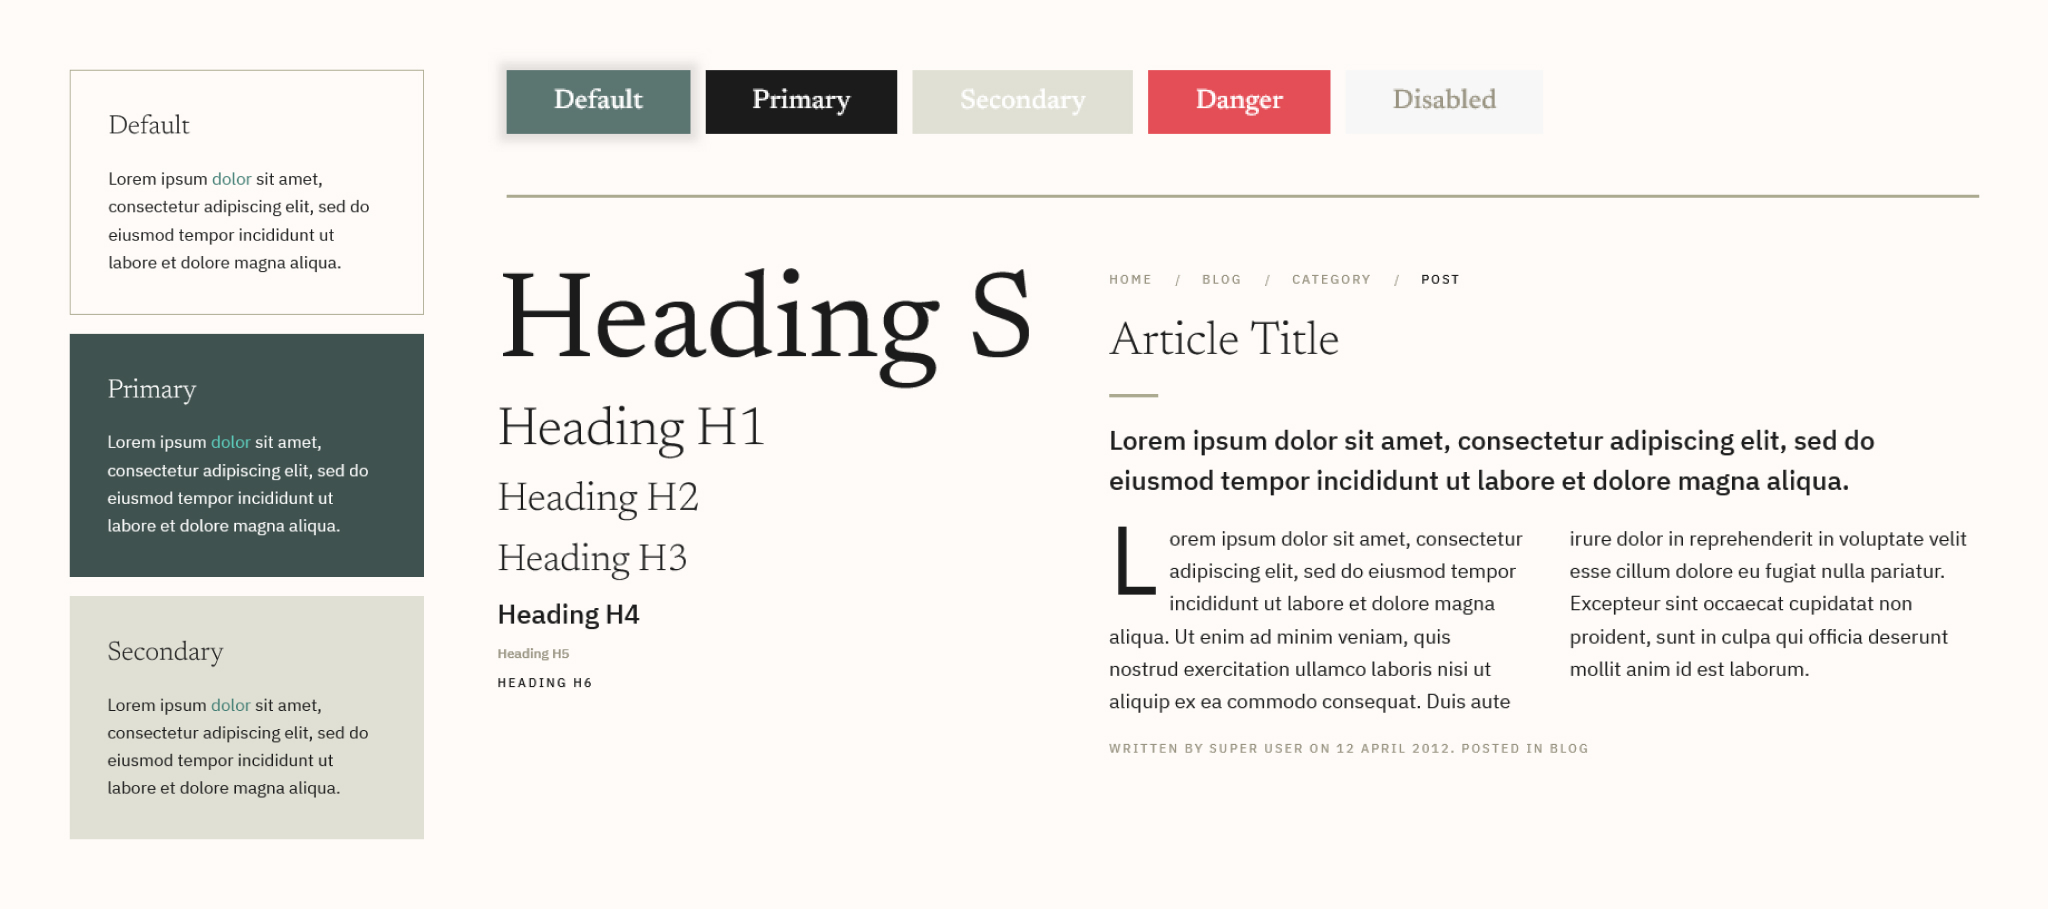 Default
Lorem ipsum dolor sit amet,
consectetur adipiscing elit, sed do
eiusmod tempor incididunt ut
labore et dolore magna aliqua.
Primary
Lorem ipsum dolor sit amet,
consectetur adipiscing elit, sed do
eiusmod tempor incididunt ut
labore et dolore magna aliqua.
Secondary
Lorem ipsum dolor sit amet,
consectetur adipiscing elit, sed do
eiusmod tempor incididunt ut
labore et dolore magna aliqua.
Default Primary Secondary Danger Disabled
Heading S
Heading H1
Heading H2
Heading H3
Heading H4
Heading H5
HEADING H6
HOME / BLOG / CATEGORY / POST
Article Title
Lorem ipsum dolor sit amet, consectetur adipiscing elit, sed do
eiusmod tempor incididunt ut labore et dolore magna aliqua.
Lorem ipsum dolor sit amet, consectetur
adipiscing elit, sed do eiusmod tempor
incididunt ut labore et dolore magna
aliqua. Ut enim ad minim veniam, quis
nostrud exercitation ullamco laboris nisi ut
aliquip ex ea commodo consequat. Duis aute
irure dolor in reprehenderit in voluptate velit
esse cillum dolore eu fugiat nulla pariatur.
Excepteur sint occaecat cupidatat non
proident, sunt in culpa qui officia deserunt
mollit anim id est laborum.
WRITTEN BY SUPER USER ON 12 APRIL 2012. POSTED IN BLOG